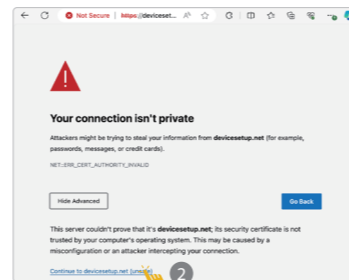 Not Secure | https://deviceset...
Your connection isn't private
Attackers might be trying to steal your information from devicesetup.net (for example,
passwords, messages, or credit cards).
NET::ERR_CERT_AUTHORITY_INVALID
Hide Advanced
Go Back
This server couldn't prove that it's devicesetup.net; its security certificate is not
trusted by your computer's operating system. This may be caused by a
misconfiguration or an attacker intercepting your connection.
Continue to devicesetup.net (unsafe)
2